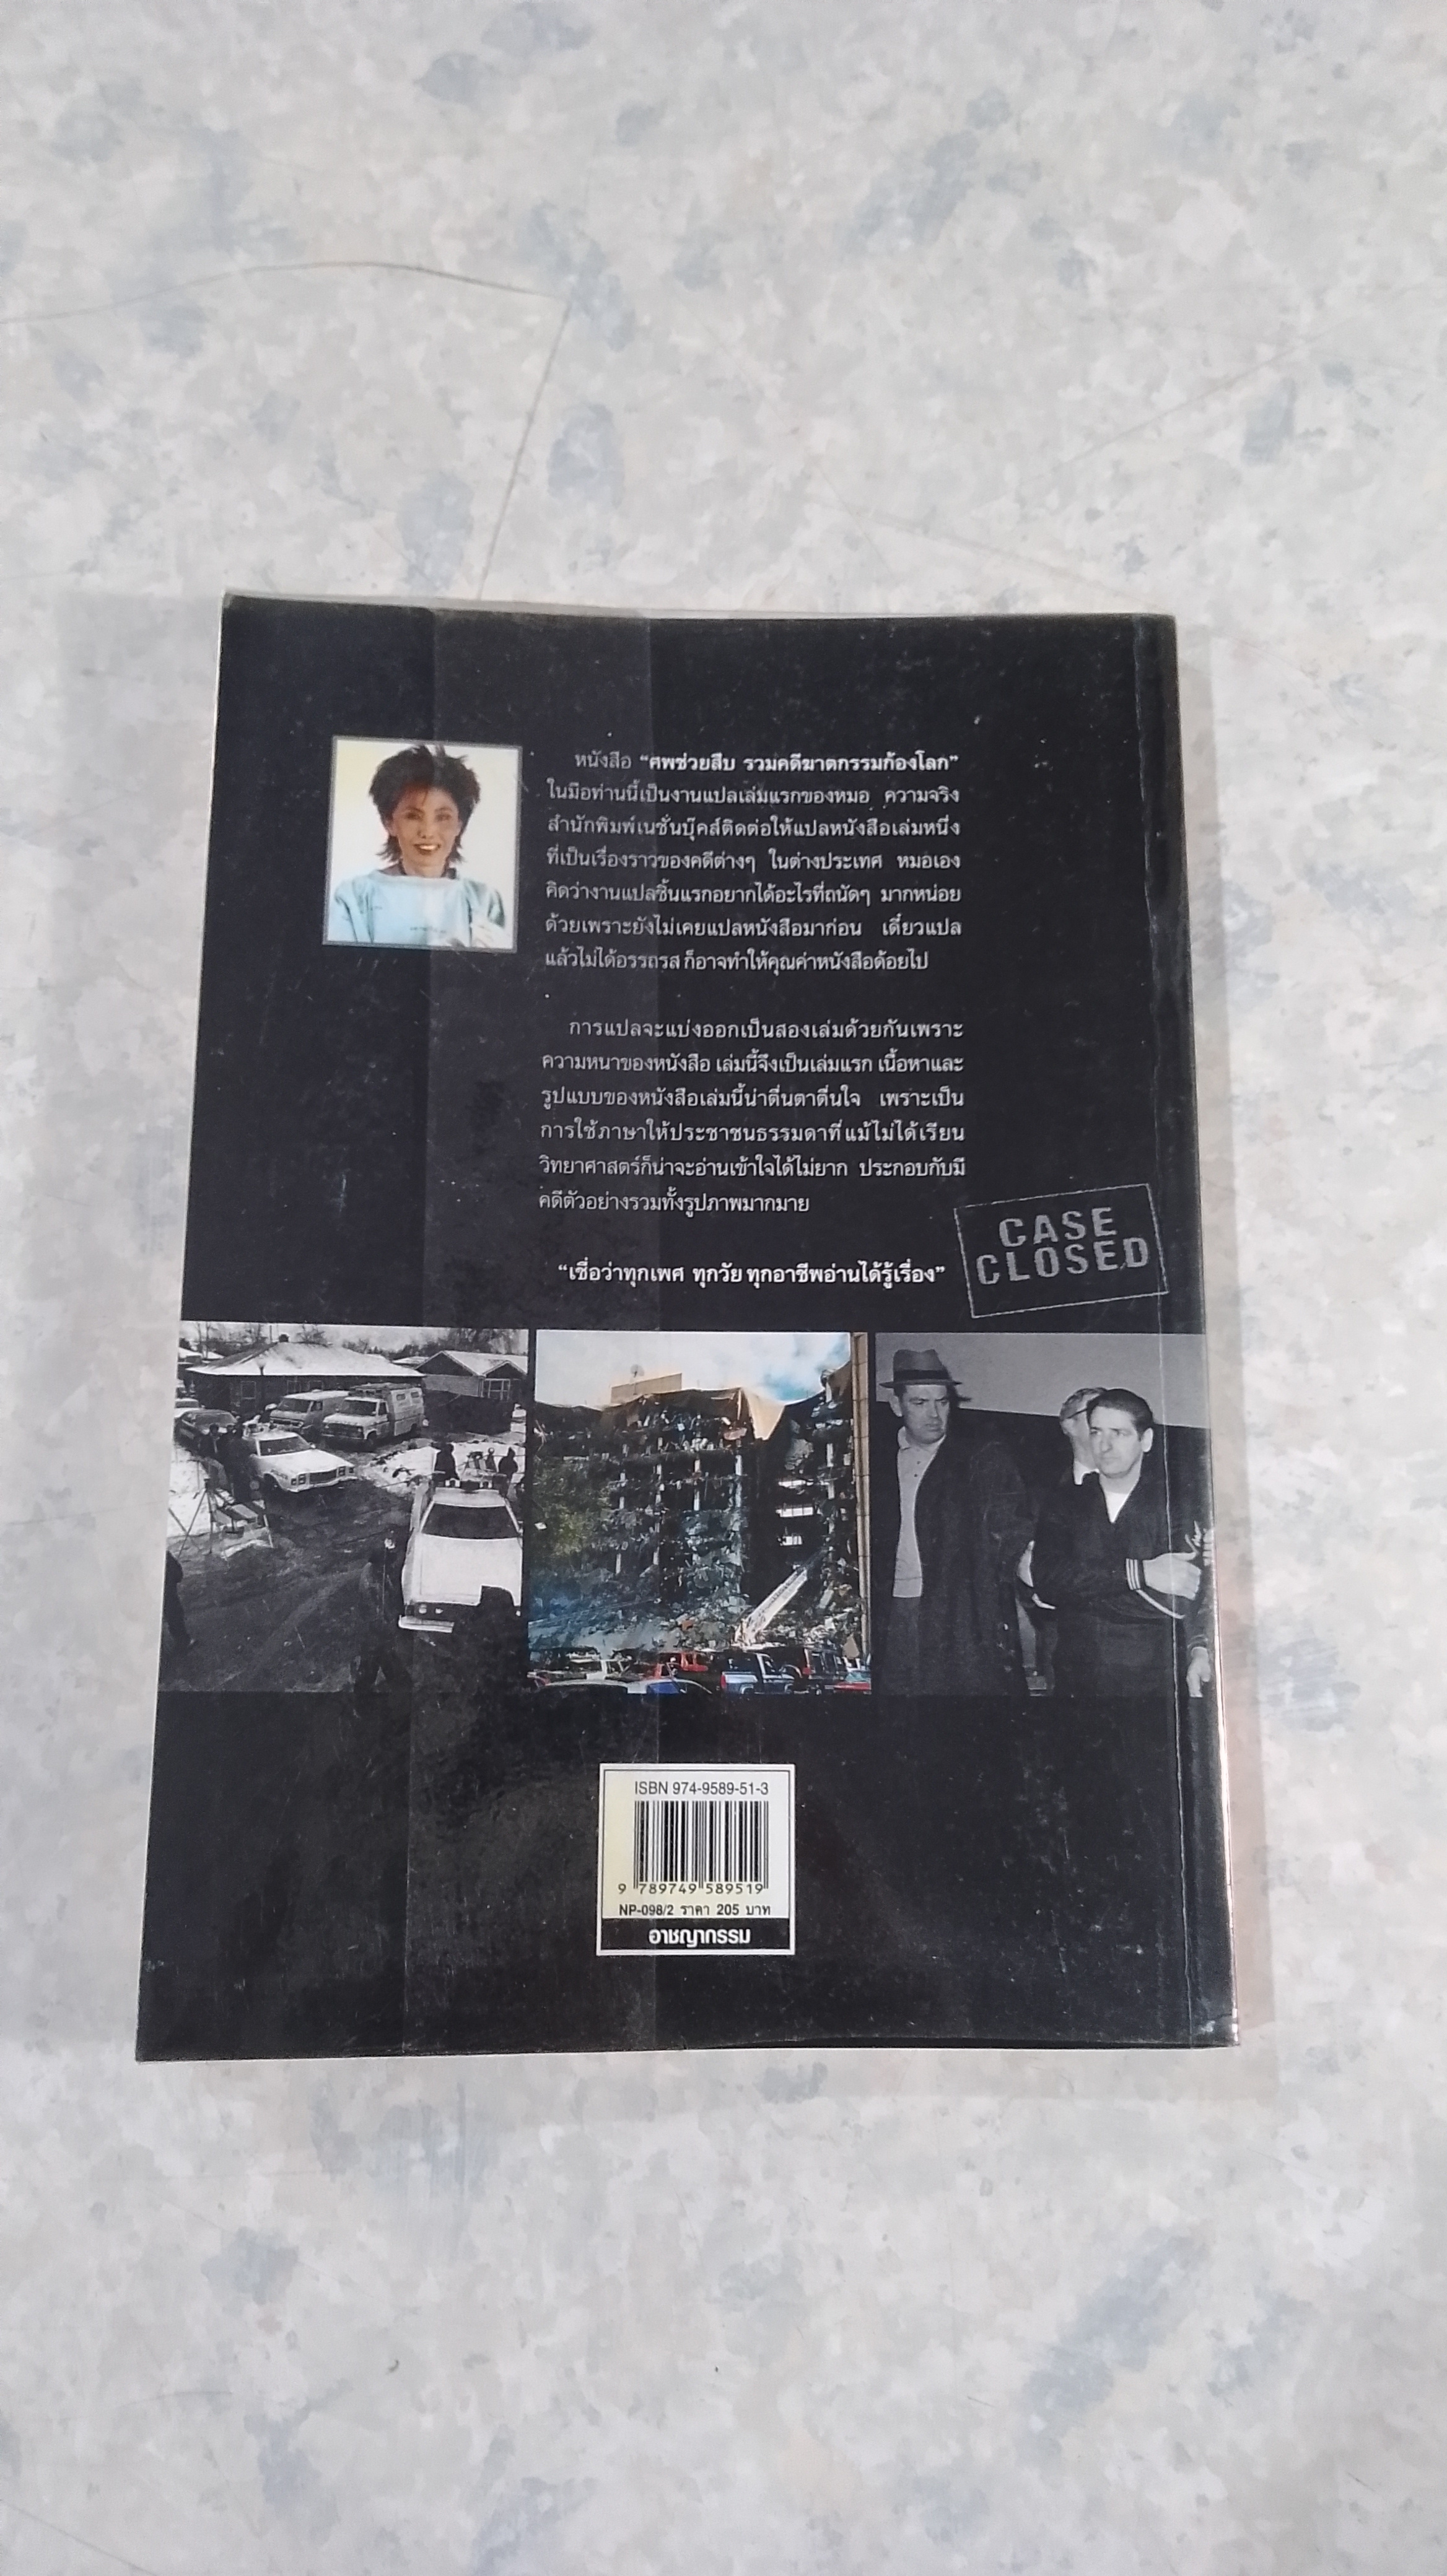 หนังสือ “ศพช่วยสืบ รวมคดีฆาตกรรมก้องโลก”
ในมือท่านนี้เป็นงานแปลเล่มแรกของหมอ ความจริง
สำนักพิมพ์เนชั่นบุ๊คส์ติดต่อให้แปลหนังสือเล่มหนึ่ง
ที่เป็นเรื่องราวของคดีต่างๆ ในต่างประเทศ หมอเอง
คิดว่างานแปลชิ้นแรกอยากได้อะไรที่ถนัดๆ มากหน่อย
ด้วยเพราะยังไม่เคยแปลหนังสือมาก่อน เดี๋ยวแปล
แล้วไม่ได้อรรถรส ก็อาจทำให้คุณค่าหนังสือด้อยไป
การแปลจะแบ่งออกเป็นสองเล่มด้วยกันเพราะ
ความหนาของหนังสือ เล่มนี้จึงเป็นเล่มแรก เนื้อหาและ
รูปแบบของหนังสือเล่มนี้น่าตื่นตาตื่นใจ เพราะเป็น
การใช้ภาษาให้ประชาชนธรรมดาที่แม้ไม่ได้เรียน
วิทยาศาสตร์ก็น่าจะอ่านเข้าใจได้ไม่ยาก ประกอบกับมี
คดีตัวอย่างรวมทั้งรูปภาพมากมาย
“เชื่อว่าทุกเพศ ทุกวัย ทุกอาชีพอ่านได้รู้เรื่อง”
CASE
CLOSED
ISBN 974-9589-51-3
9 789749 589519
NP-098/2 ราคา 205 บาท
อาชญากรรม